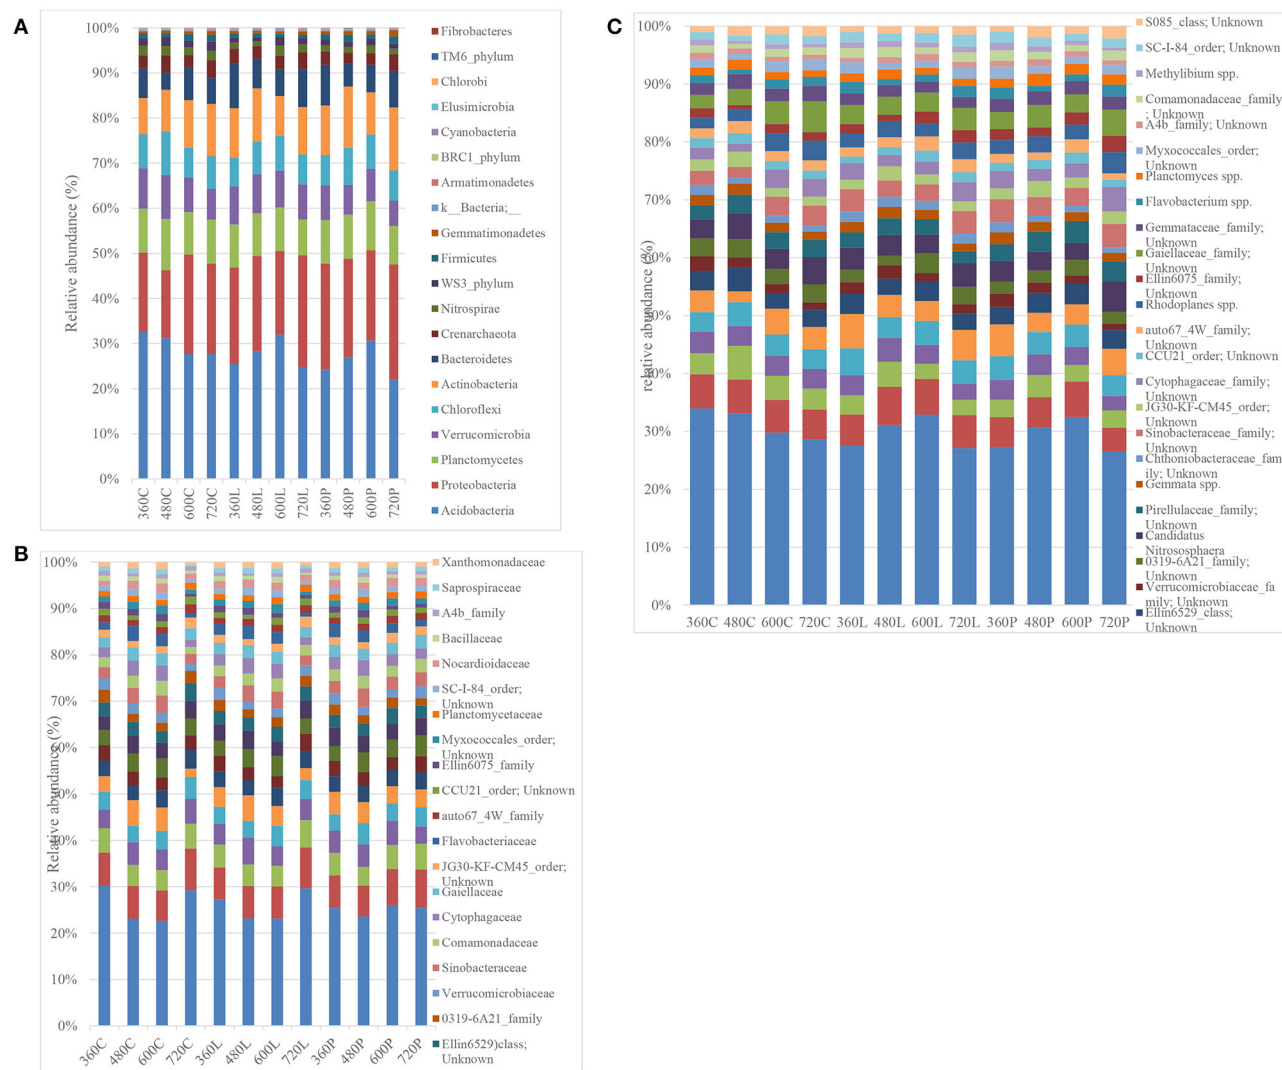 A
100%
90%
80%
70%
60%
50%
40%
30%
20%
10%
0%
Relative abundance (%)
360C
480C
600C
720C
360L
480L
600L
720L
360P
480P
600P
720P
Fibrobacteres
TM6_phylum
Chlorobi
Elusimicrobia
Cyanobacteria
BRC1_phylum
Armatimonadetes
k__Bacteria;__
Gemmatimonadetes
Firmicutes
WS3_phylum
Nitrospirae
Crenarchaeota
Bacteroidetes
Actinobacteria
Chloroflexi
Verrucomicrobia
Planctomycetes
Proteobacteria
Acidobacteria
B
100%
90%
80%
70%
60%
50%
40%
30%
20%
10%
0%
Relative abundance (%)
360C
480C
600C
720C
360L
480L
600L
720L
360P
480P
600P
720P
Xanthomonadaceae
Saprospiraceae
A4b_family
Bacillaceae
Nocardioidaceae
SC-I-84_order;
Unknown
Planctomycetaceae
Myxococcales_order;
Unknown
Ellin6075_family
CCU21_order; Unknown
auto67_4W_family
Flavobacteriaceae
JG30-KF-CM45_order;
Unknown
Gaiellaceae
Cytophagaceae
Comamonadaceae
Sinobacteraceae
Verrucomicrobiaceae
0319-6A21_family
Ellin6529)class;
Unknown
C
100%
90%
80%
70%
60%
50%
40%
30%
20%
10%
0%
relative abundance (%)
360C
480C
600C
720C
360L
480L
600L
720L
360P
480P
600P
720P
S085_class; Unknown
SC-I-84_order; Unknown
Methylibium spp.
Comamonadaceae_family
; Unknown
A4b_family; Unknown
Myxococcales_order;
Unknown
Planctomyces spp.
Flavobacterium spp.
Gemmataceae_family;
Unknown
Gaiellaceae_family;
Unknown
Ellin6075_family;
Unknown
Rhodoplanes spp.
auto67_4W_family;
Unknown
CCU21_order; Unknown
Cytophagaceae_family;
Unknown
JG30-KF-CM45_order;
Unknown
Sinobacteraceae_family;
Unknown
Chthoniobacteraceae_fam
ily; Unknown
Gemmata spp.
Pirellulaceae_family;
Unknown
Candidatus
Nitrososphaera
0319-6A21_family;
Unknown
Verrucomicrobiaceae_fa
mily; Unknown
Ellin6529_class;
Unknown